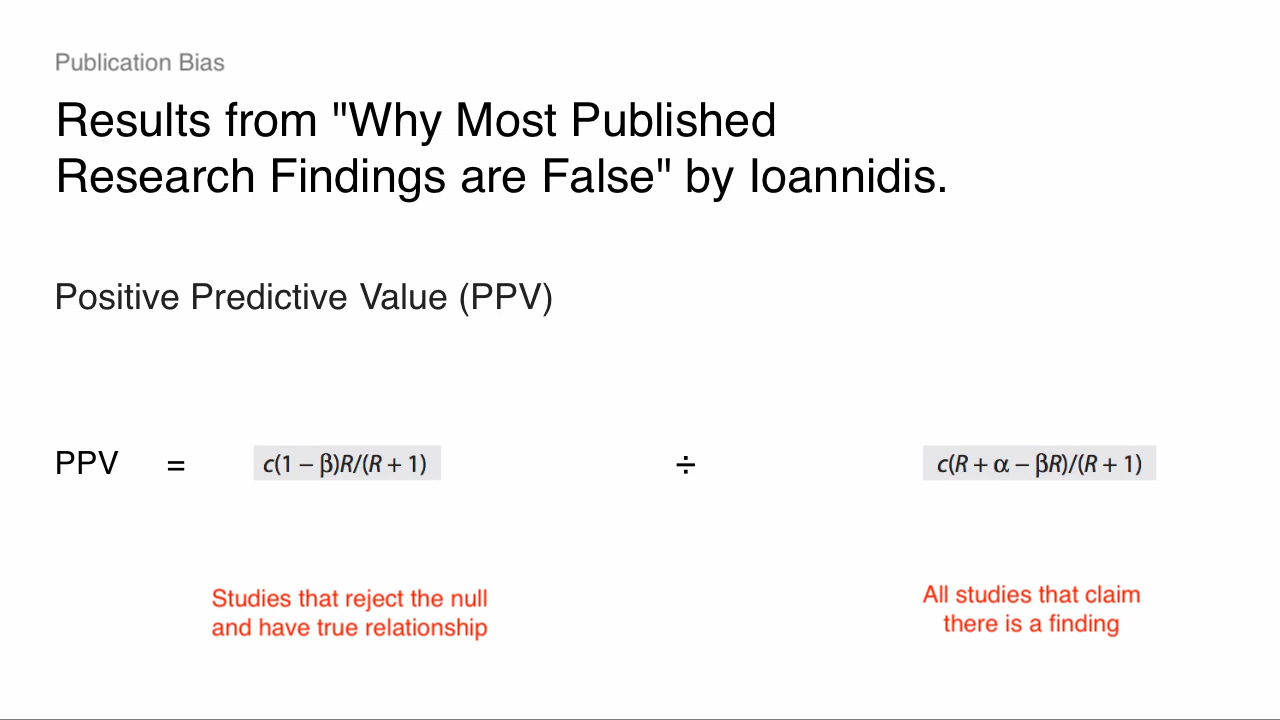 Publication Bias
Results from "Why Most Published
Research Findings are False" by Ioannidis.
Positive Predictive Value (PPV)
PPV = c(1 − β)R/(R + 1) ÷ c(R + α − βR)/(R + 1)
Studies that reject the null
and have true relationship
All studies that claim
there is a finding